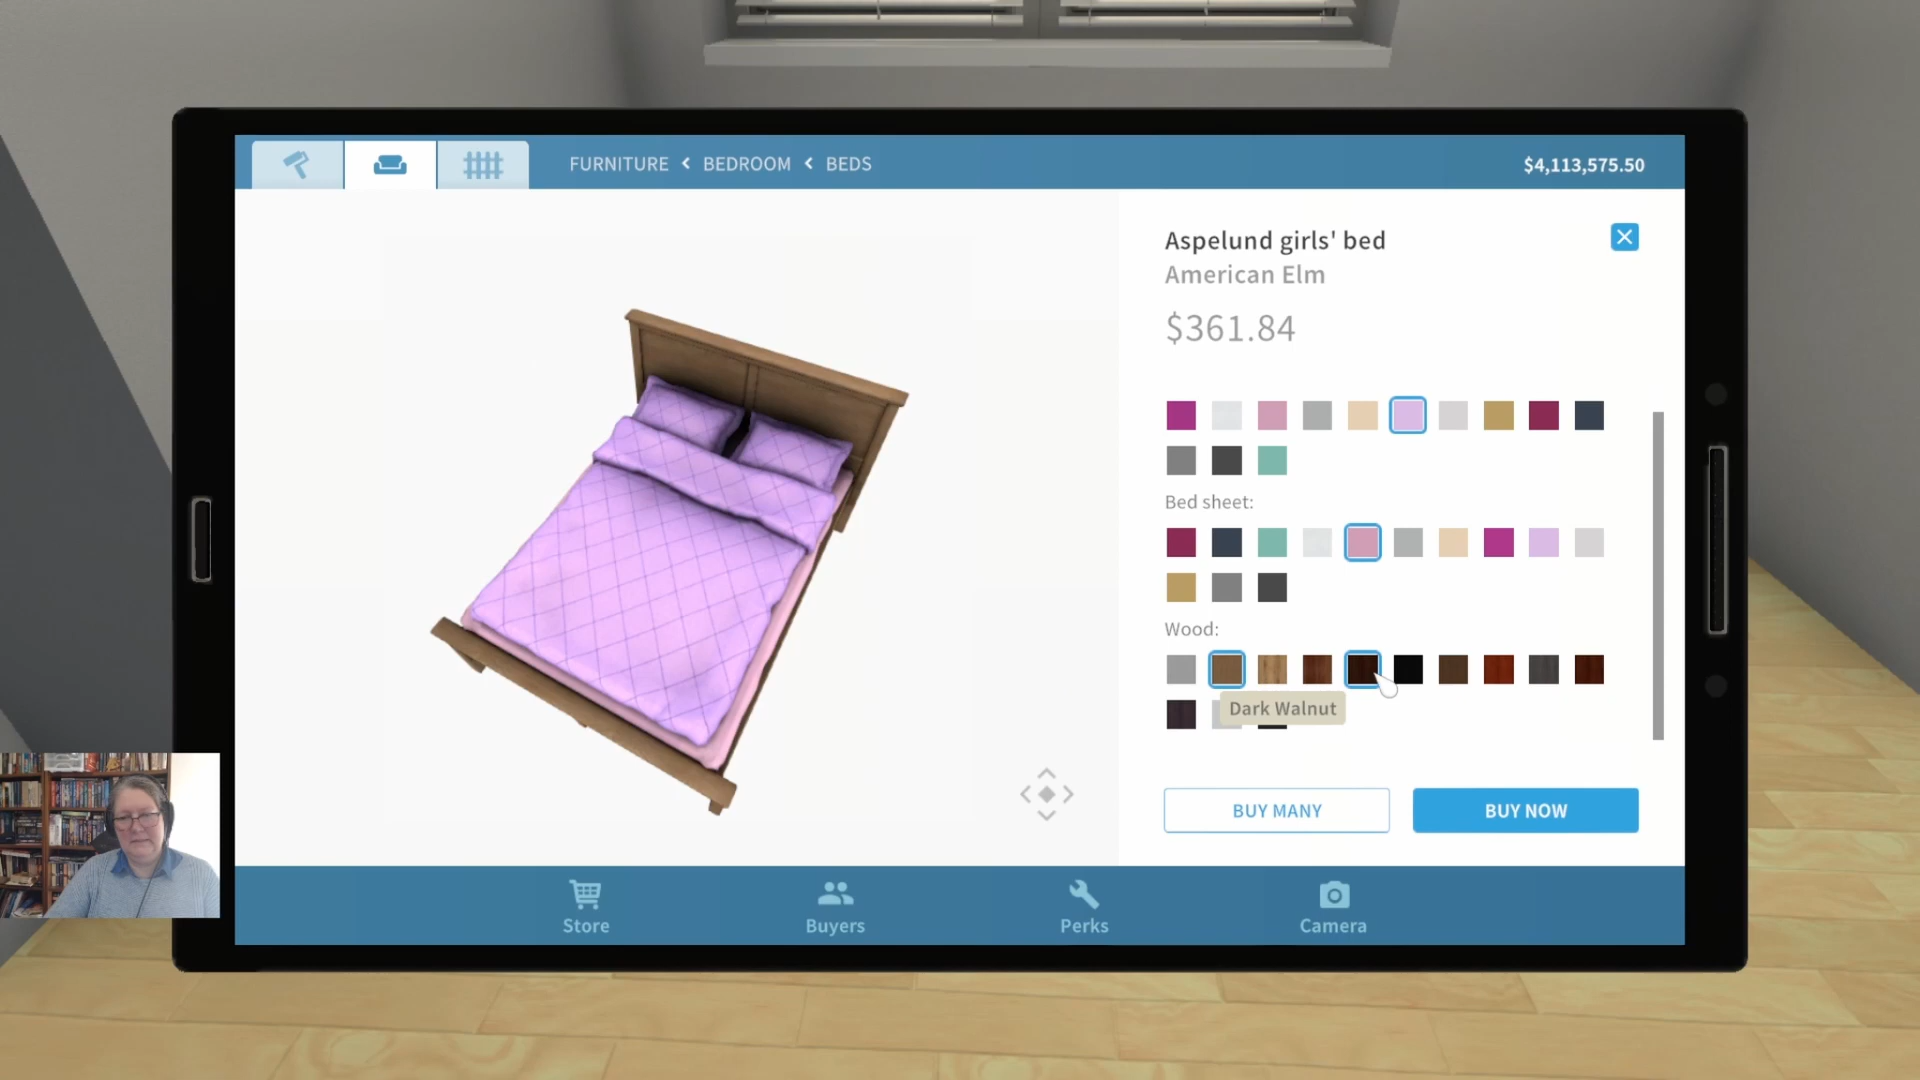 FURNITURE < BEDROOM < BEDS
$4,113,575.50
Aspelund girls' bed
American Elm
$361.84
Bed sheet:
Wood:
Dark Walnut
BUY MANY
BUY NOW
Store
Buyers
Perks
Camera